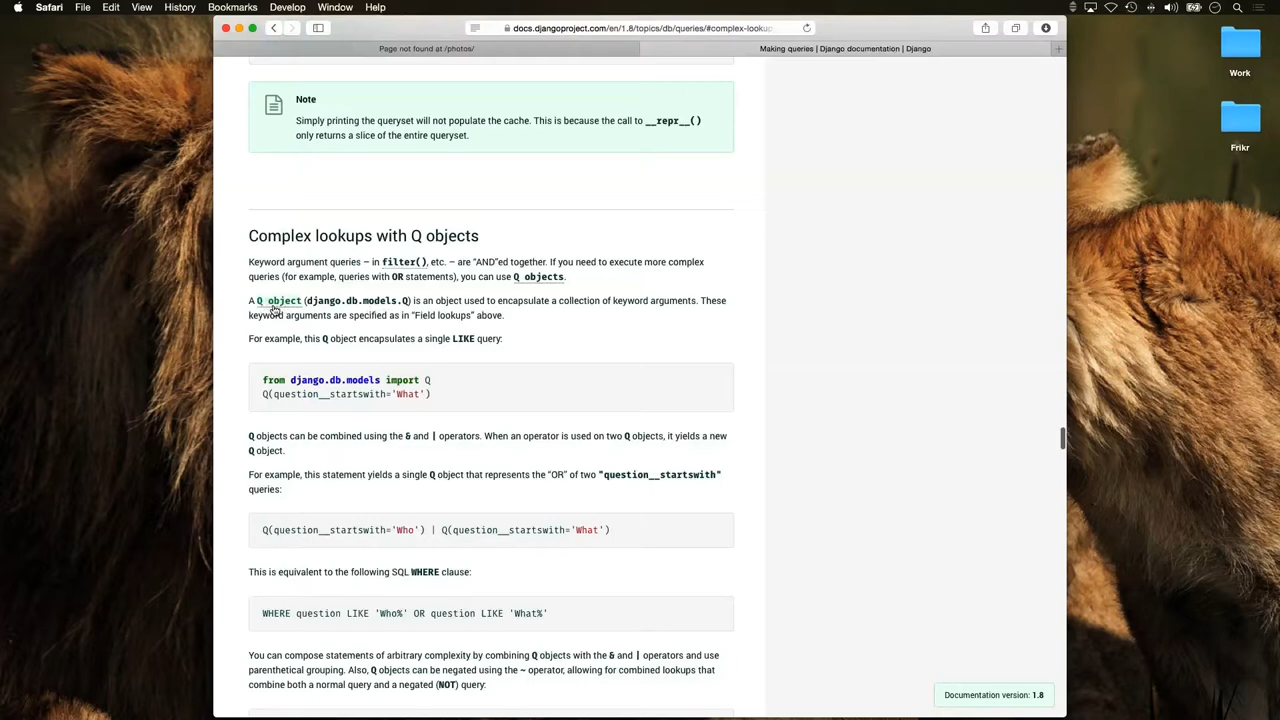 Safari File Edit View History Bookmarks Develop Window Help
docs.djangoproject.com/en/1.8/topics/db/queries/#complex-lookup
Page not found at /photos/
Making queries | Django documentation | Django
Work
Frikr
Note
Simply printing the queryset will not populate the cache. This is because the call to __repr__()
only returns a slice of the entire queryset.
Complex lookups with Q objects
Keyword argument queries – in filter(), etc. – are “AND”ed together. If you need to execute more complex
queries (for example, queries with OR statements), you can use Q objects.
A Q object (django.db.models.Q) is an object used to encapsulate a collection of keyword arguments. These
keyword arguments are specified as in “Field lookups” above.
For example, this Q object encapsulates a single LIKE query:
from django.db.models import Q
Q(question__startswith='What')
Q objects can be combined using the & and | operators. When an operator is used on two Q objects, it yields a new
Q object.
For example, this statement yields a single Q object that represents the “OR” of two "question__startswith"
queries:
Q(question__startswith='Who') | Q(question__startswith='What')
This is equivalent to the following SQL WHERE clause:
WHERE question LIKE 'Who%' OR question LIKE 'What%'
You can compose statements of arbitrary complexity by combining Q objects with the & and | operators and use
parenthetical grouping. Also, Q objects can be negated using the ~ operator, allowing for combined lookups that
combine both a normal query and a negated (NOT) query:
Documentation version: 1.8